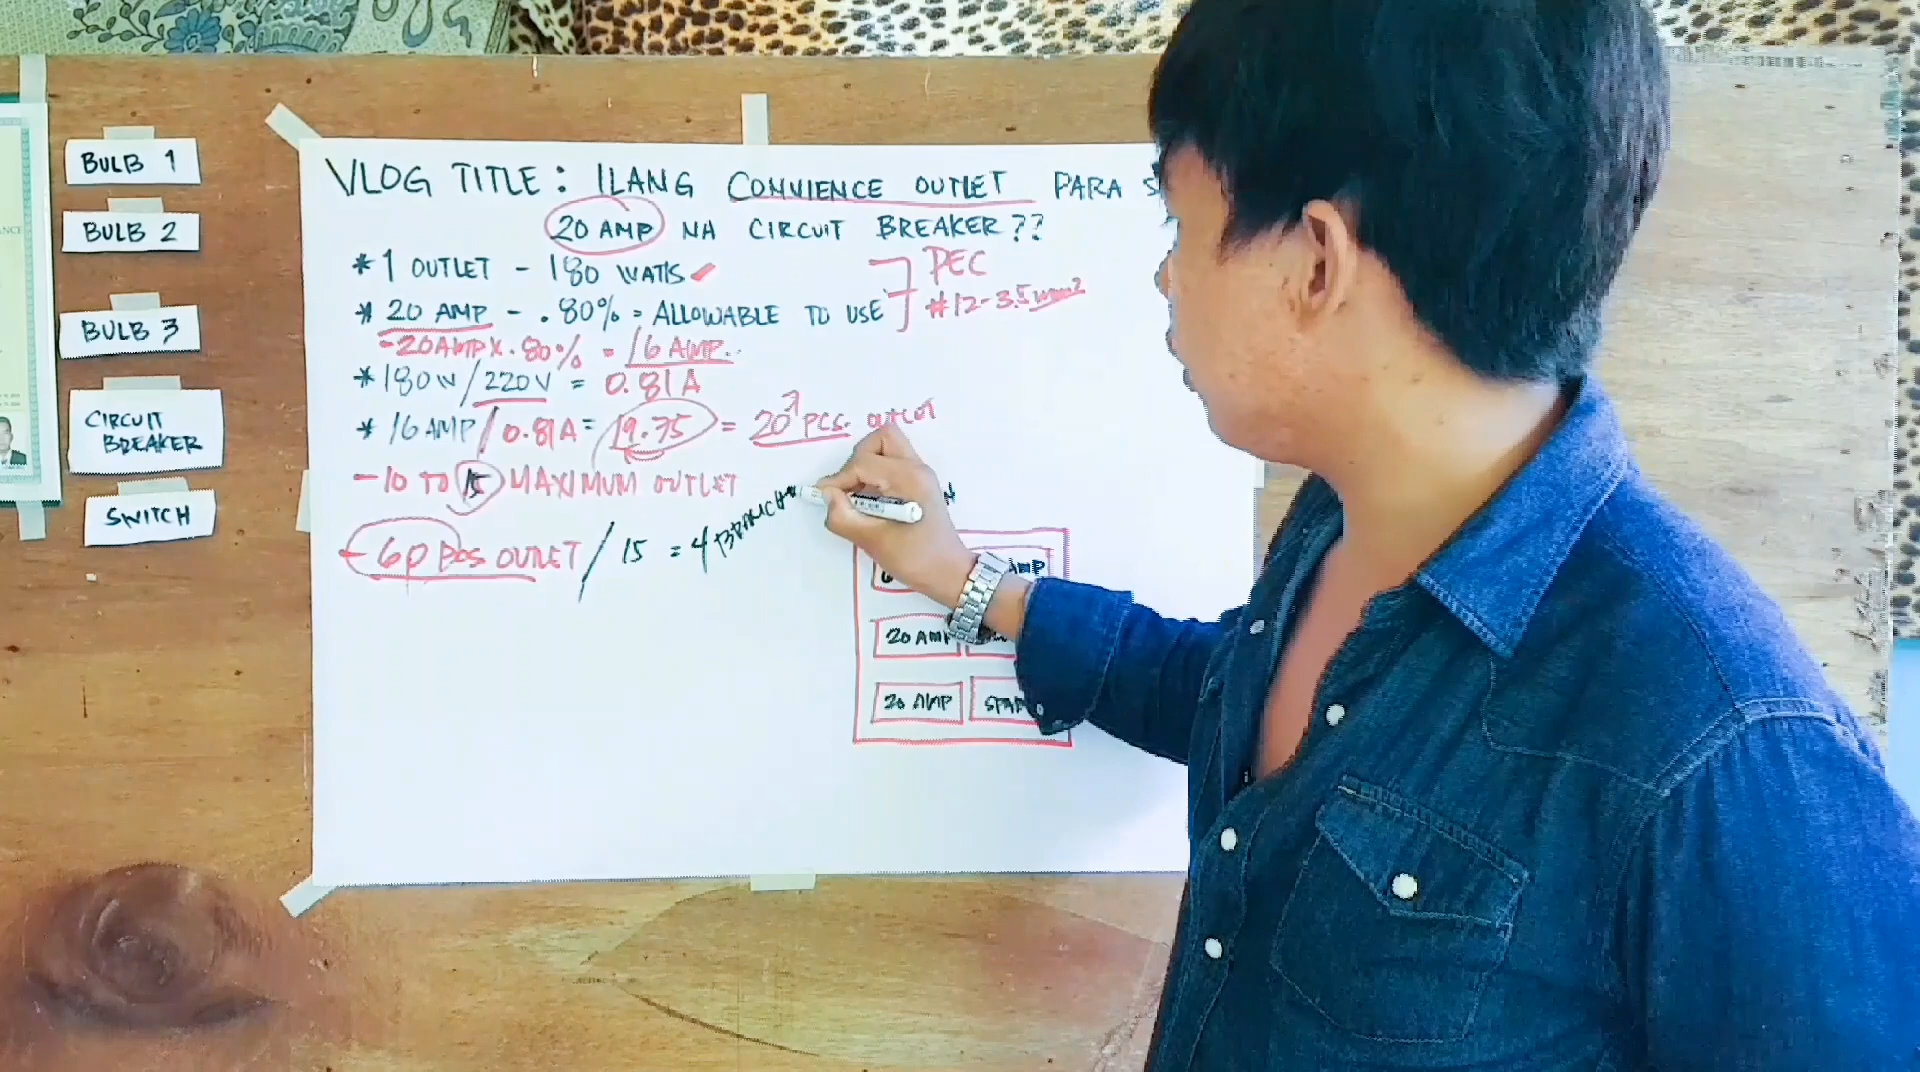 BULB 1
BULB 2
BULB 3
CIRCUIT
BREAKER
SWITCH
VLOG TITLE: ILANG CONVIENCE OUTLET PARA S
20 AMP NA CIRCUIT BREAKER??
*1 OUTLET - 180 WATTS
* 20 AMP - .80% = ALLOWABLE TO USE
PEC
#12-3.5mm2
-20AMP X .80% = 16 AMP.
*180W/220V = 0.81A
* 16 AMP/0.81A = 19.75 = 20 PCS. OUTLET
-10 TO 15 MAXIMUM OUTLET
- 60 pcs OUTLET / 15 = 4 BRANCH
AMP
20 AMP
20 AMP